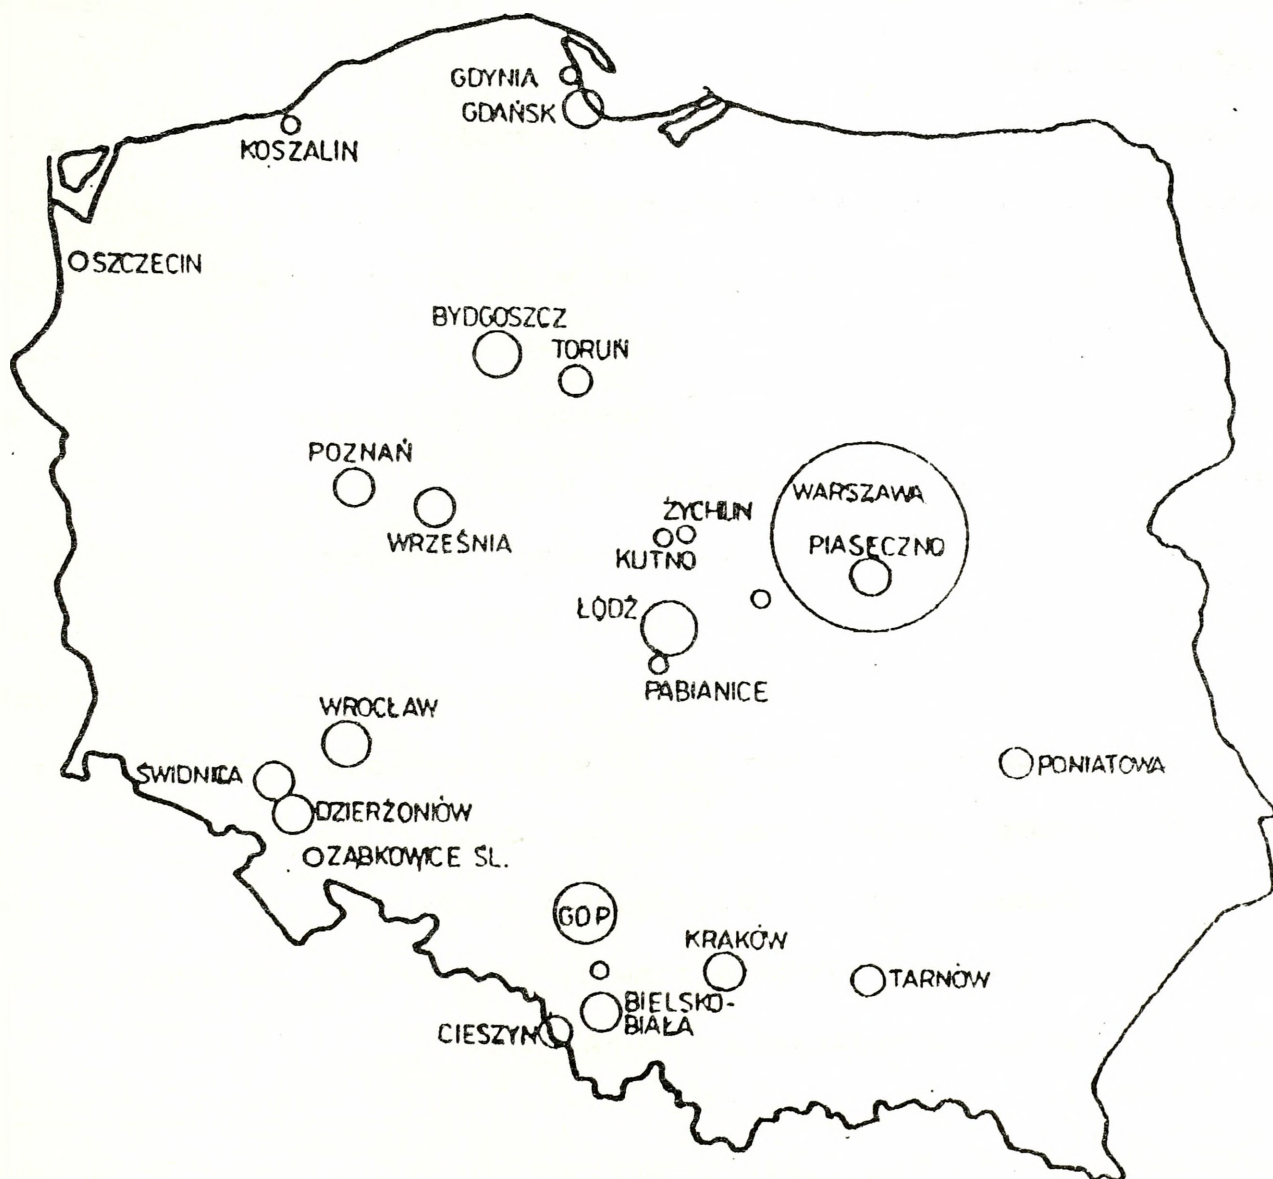 GDYNIA
GDAŃSK
KOSZALIN
SZCZECIN
BYDGOSZCZ
TORUŃ
POZNAŃ
WRZEŚNIA
ŻYCHLIN
KUTNO
WARSZAWA
PIASECZNO
ŁÓDŹ
PABIANICE
WROCŁAW
ŚWIDNICA
DZIERŻONIÓW
ZĄBKOWICE ŚL.
PONIATOWA
GOP
KRAKÓW
TARNÓW
BIELSKO-
BIAŁA
CIESZYN